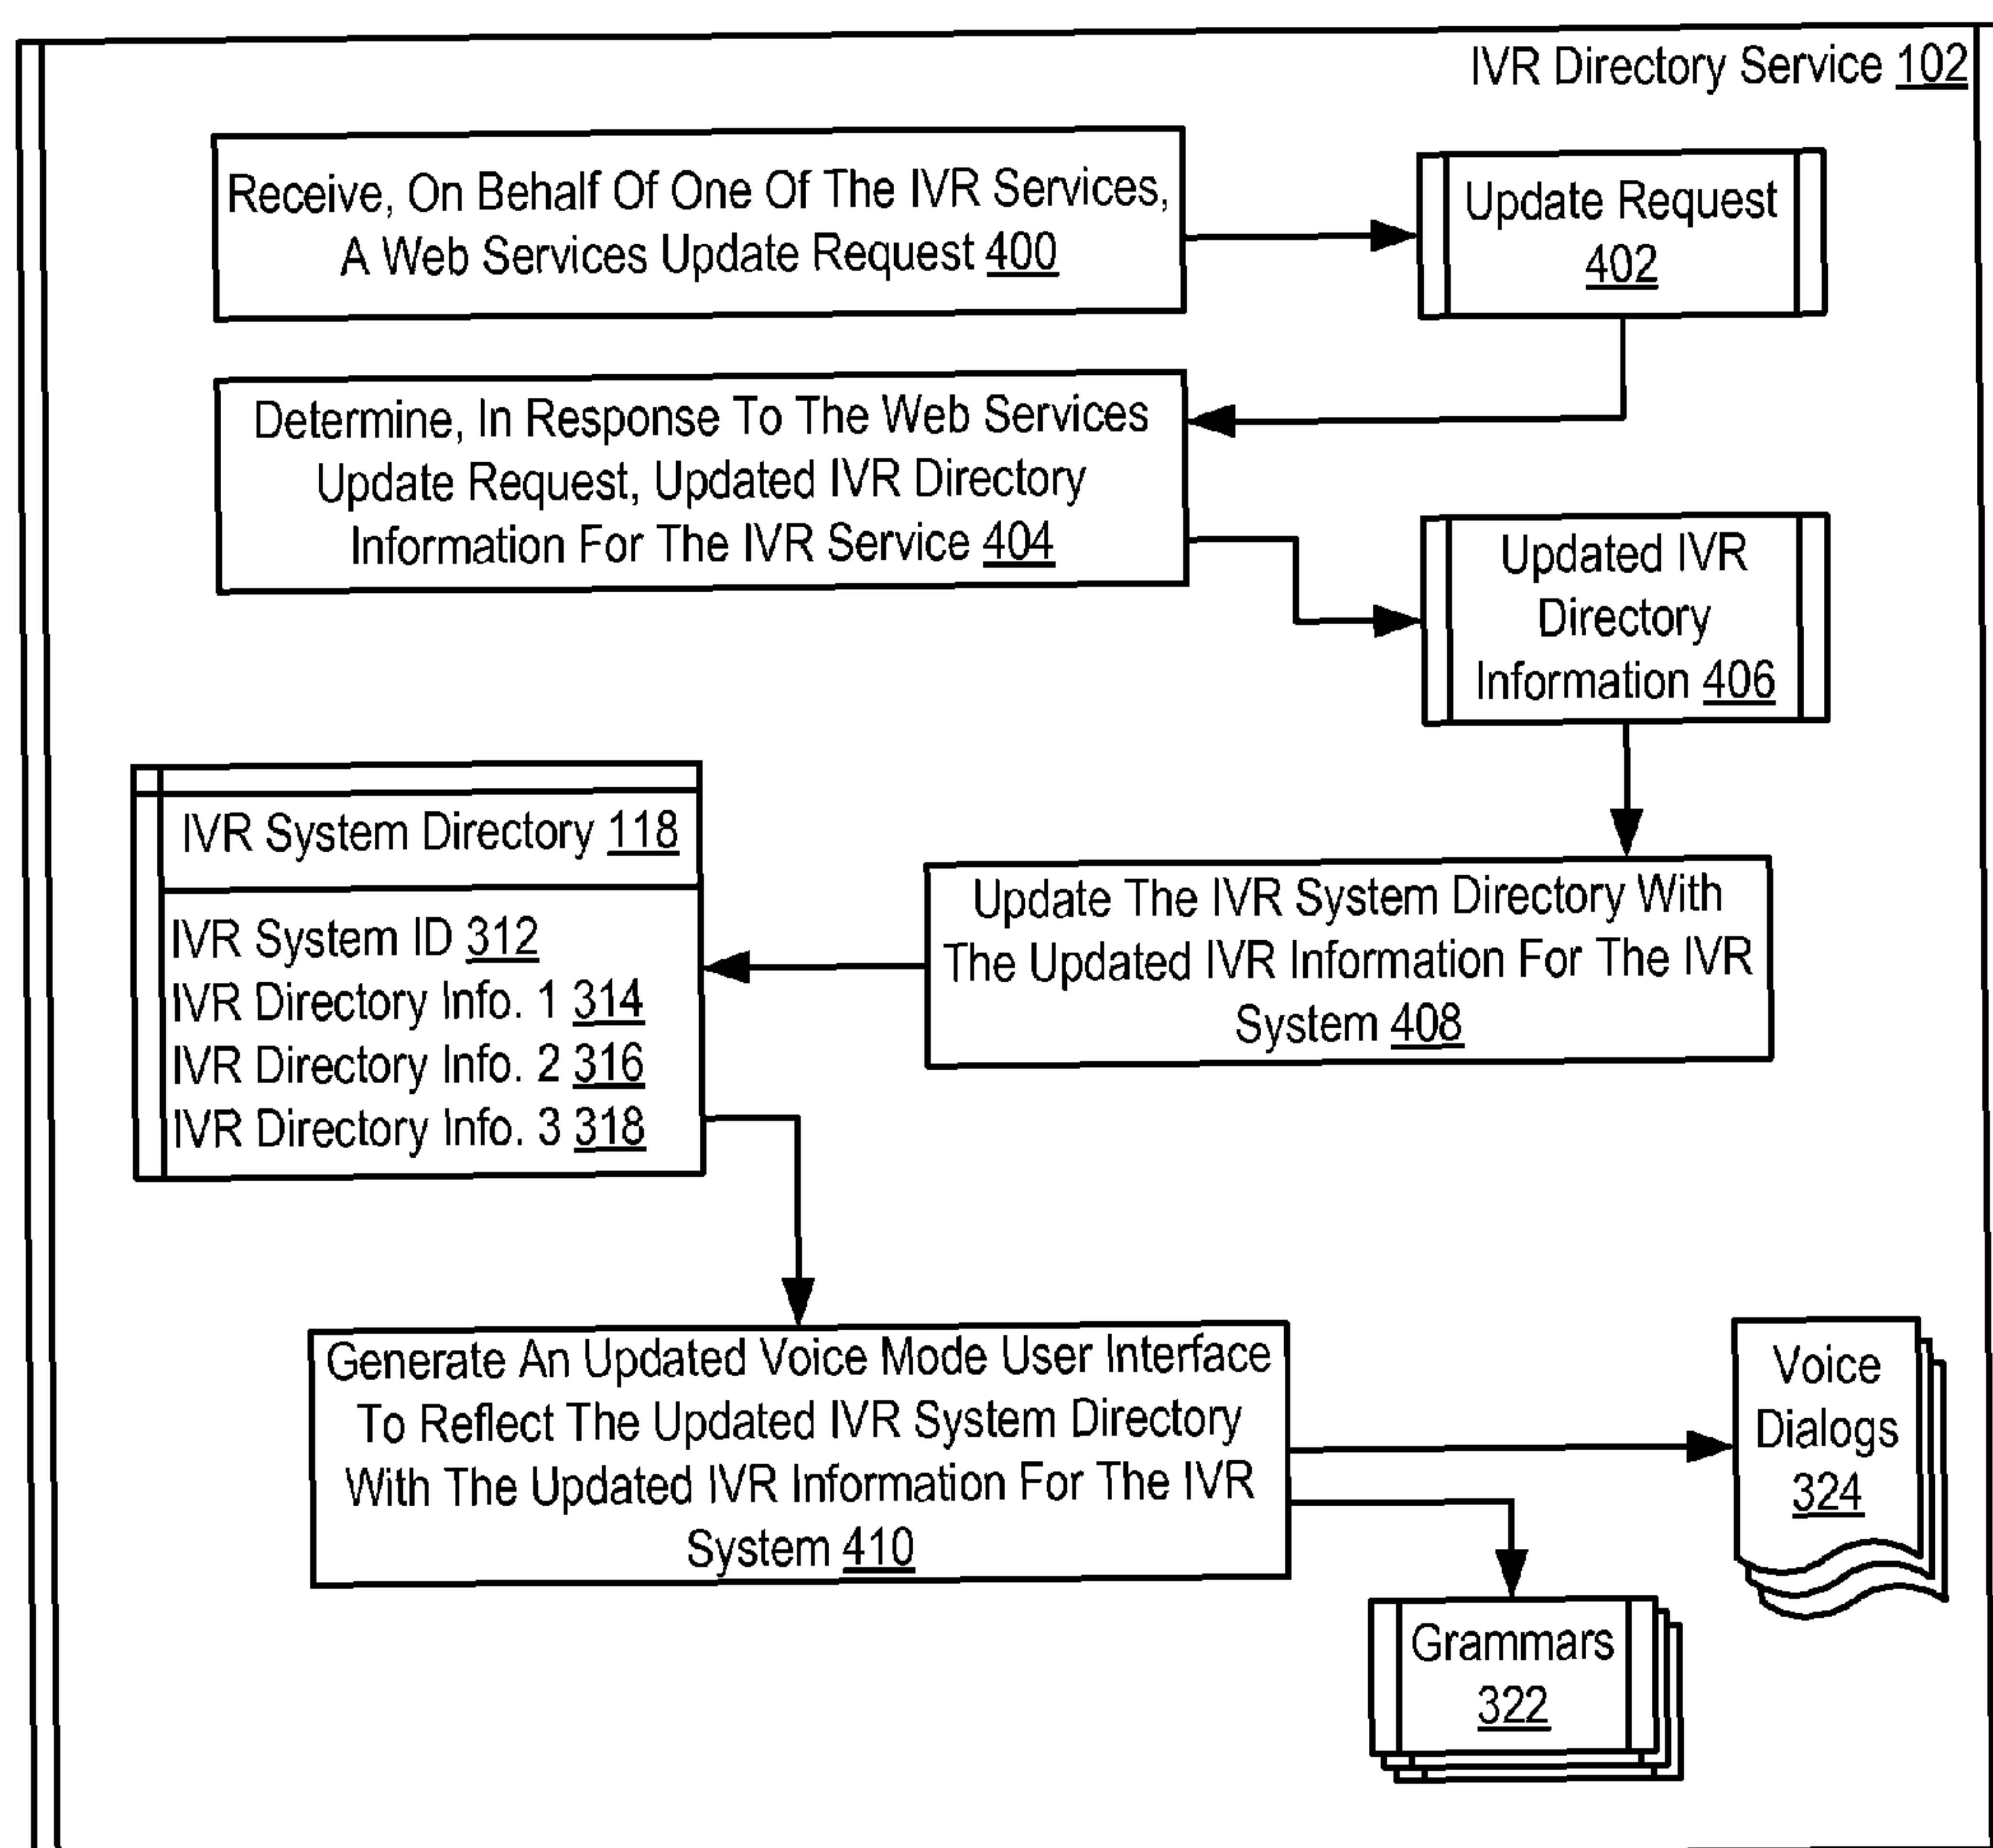 IVR Directory Service 102
Receive, On Behalf Of One Of The IVR Services,
A Web Services Update Request 400
Update Request
402
Determine, In Response To The Web Services
Update Request, Updated IVR Directory
Information For The IVR Service 404
Updated IVR
Directory
Information 406
IVR System Directory 118
IVR System ID 312
IVR Directory Info. 1 314
IVR Directory Info. 2 316
IVR Directory Info. 3 318
Update The IVR System Directory With
The Updated IVR Information For The IVR
System 408
Generate An Updated Voice Mode User Interface
To Reflect The Updated IVR System Directory
With The Updated IVR Information For The IVR
System 410
Voice
Dialogs
324
Grammars
322